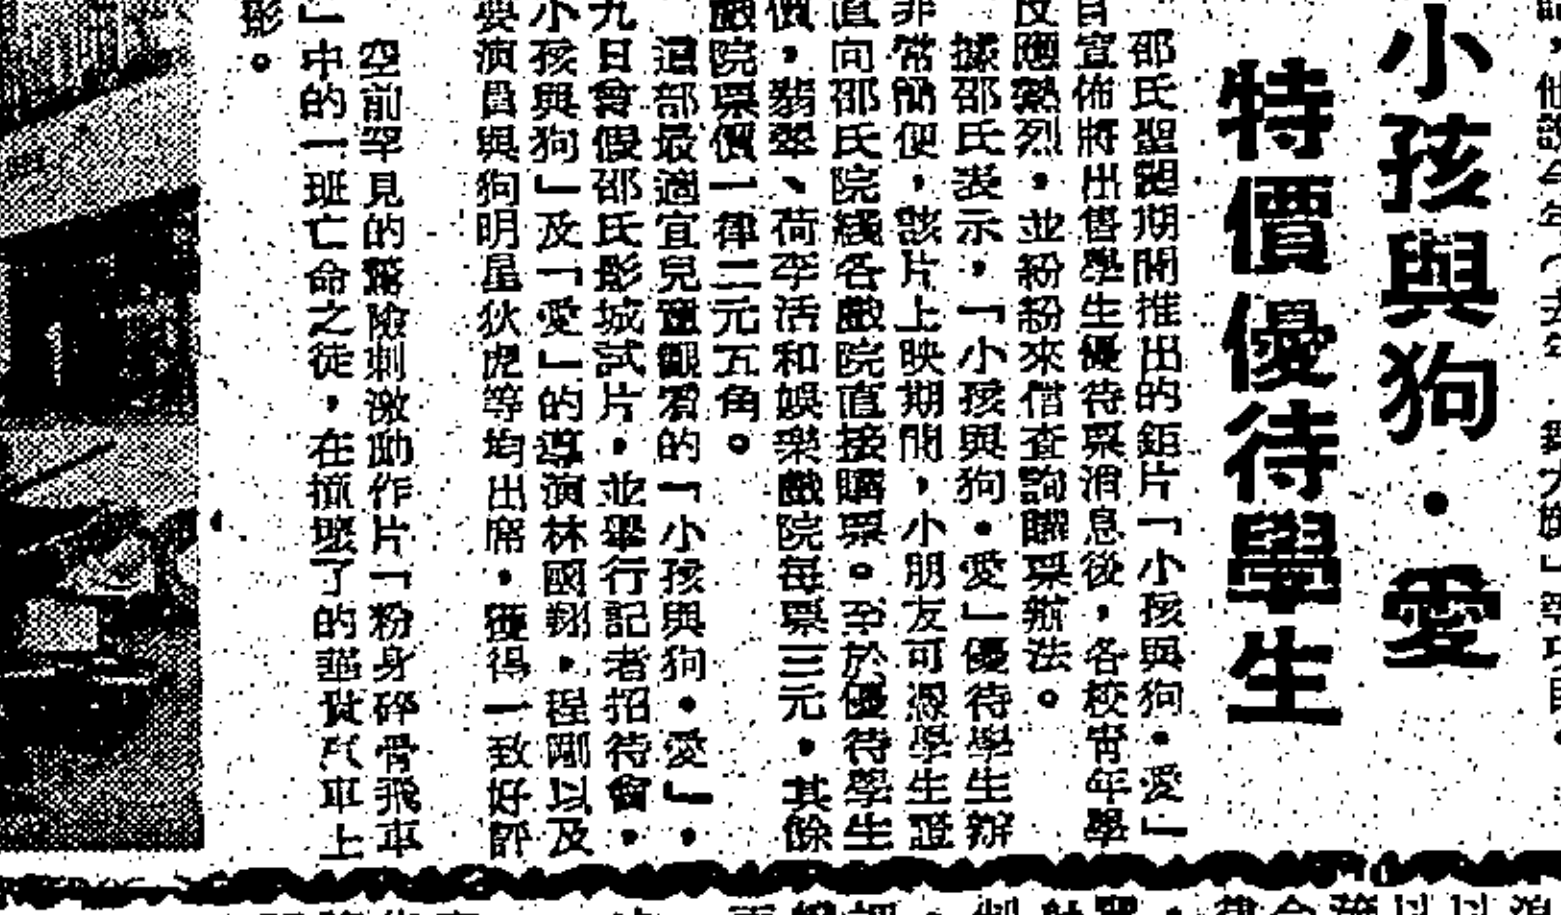 小孩與狗・愛
特價優待學生
邵氏聖誕期間推出的鉅片「小孩與狗・愛」
自宣佈將出售學生優待票消息後，各校青年學
反應熱烈，並紛紛來信查詢購票辦法。
據邵氏表示，「小孩與狗・愛」優待學生辦
非常簡便，該片上映期間，小朋友可憑學生證
直向邵氏院綫各戲院直接購票。至於優待學生
價，翡翠、荷李活和娛樂戲院每票三元，其餘
戲院票價一律二元五角。
這部最適宜兒童觀看的「小孩與狗・愛」，
九日會假邵氏影城試片，並舉行記者招待會，
小孩與狗」及「愛」的導演林國翔，程剛以及
與演員與狗明星狄虎等均出席，獲得一致好評
空前罕見的驚險刺激動作片「粉身碎骨飛車
」中的一班亡命之徒，在撞壞了的汽車上
影。